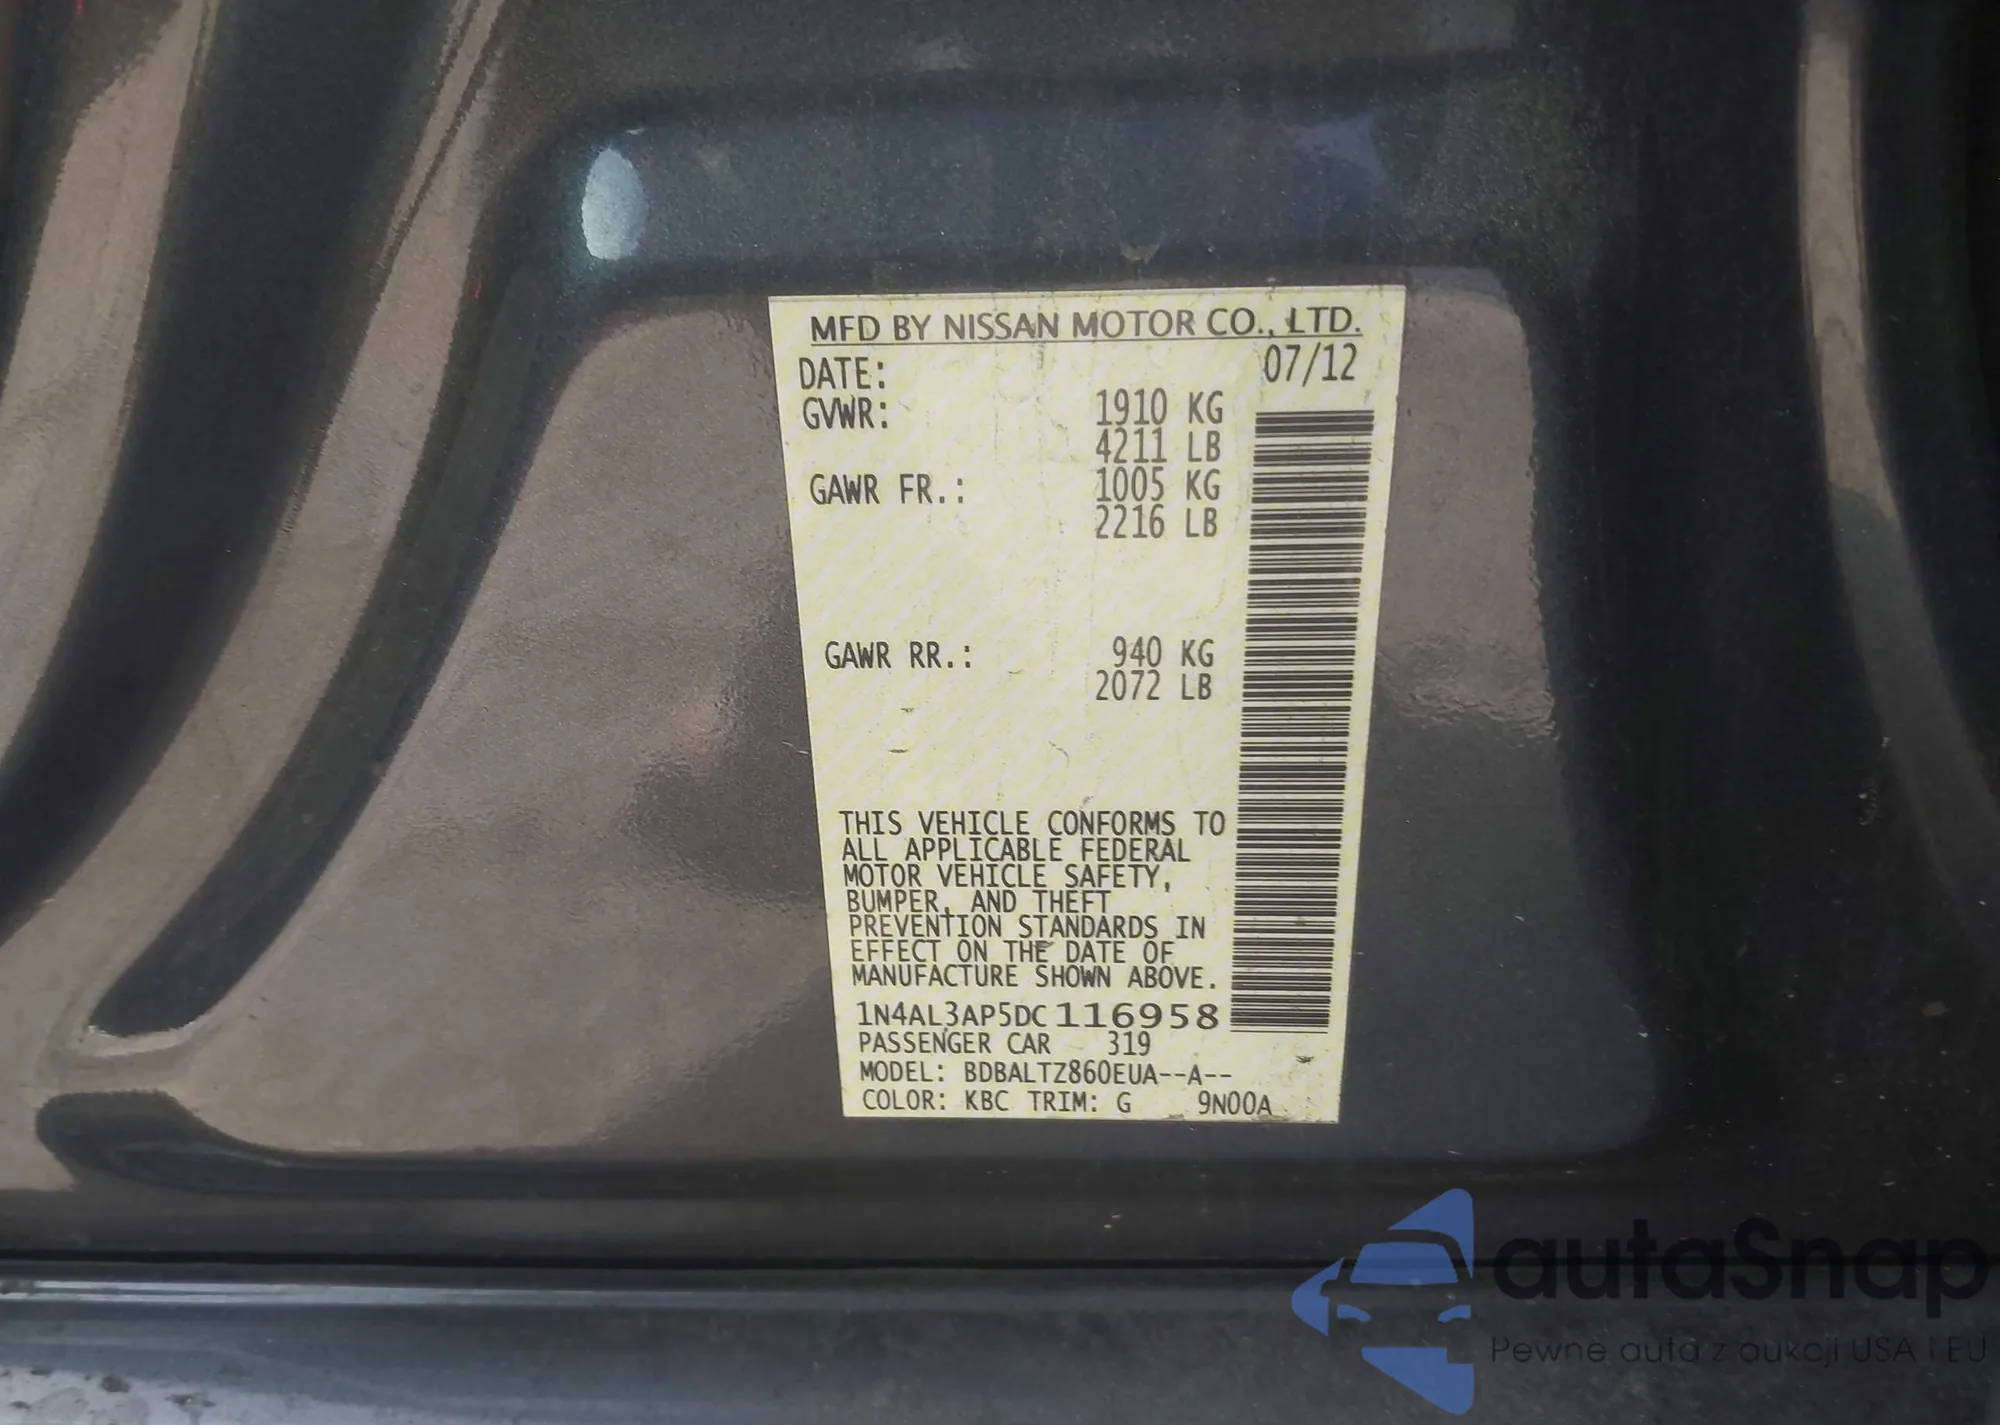 MFD BY NISSAN MOTOR CO., LTD.
DATE: 07/12
GVWR: 1910 KG
4211 LB
GAWR FR.: 1005 KG
2216 LB
GAWR RR.: 940 KG
2072 LB
THIS VEHICLE CONFORMS TO
ALL APPLICABLE FEDERAL
MOTOR VEHICLE SAFETY,
BUMPER, AND THEFT
PREVENTION STANDARDS IN
EFFECT ON THE DATE OF
MANUFACTURE SHOWN ABOVE.
1N4AL3AP5DC116958
PASSENGER CAR 319
MODEL: BDBALTZ860EUA--A--
COLOR: KBC TRIM: G 9N00A
autaSnap
Pewne auta z aukcji USA i EU